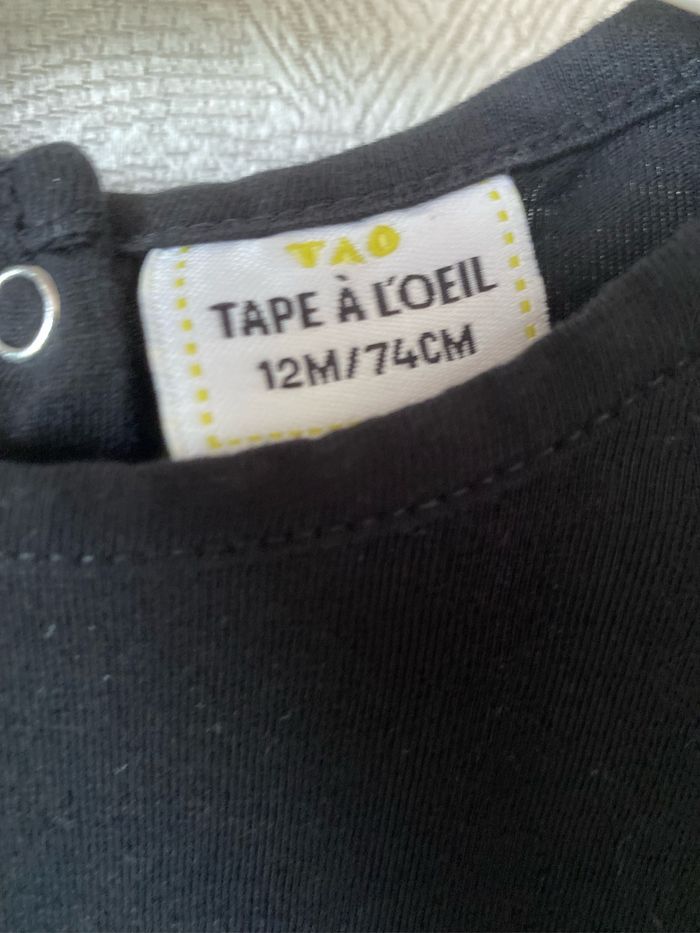 TAO
TAPE À L'OEIL
12M/74CM